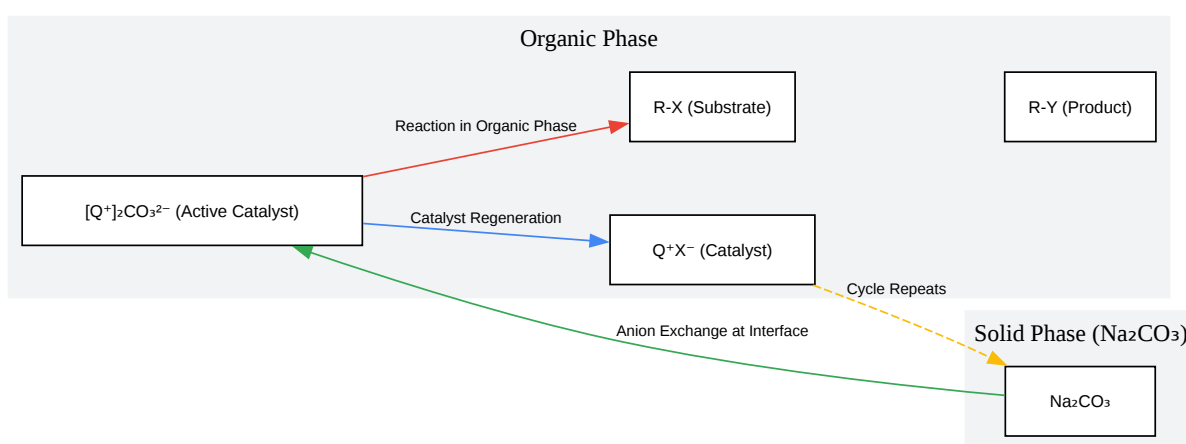 Organic Phase
R-X (Substrate)
R-Y (Product)
Reaction in Organic Phase
[Q⁺]₂CO₃²⁻ (Active Catalyst)
Catalyst Regeneration
Q⁺X⁻ (Catalyst)
Cycle Repeats
Anion Exchange at Interface
Solid Phase (Na₂CO₃)
Na₂CO₃